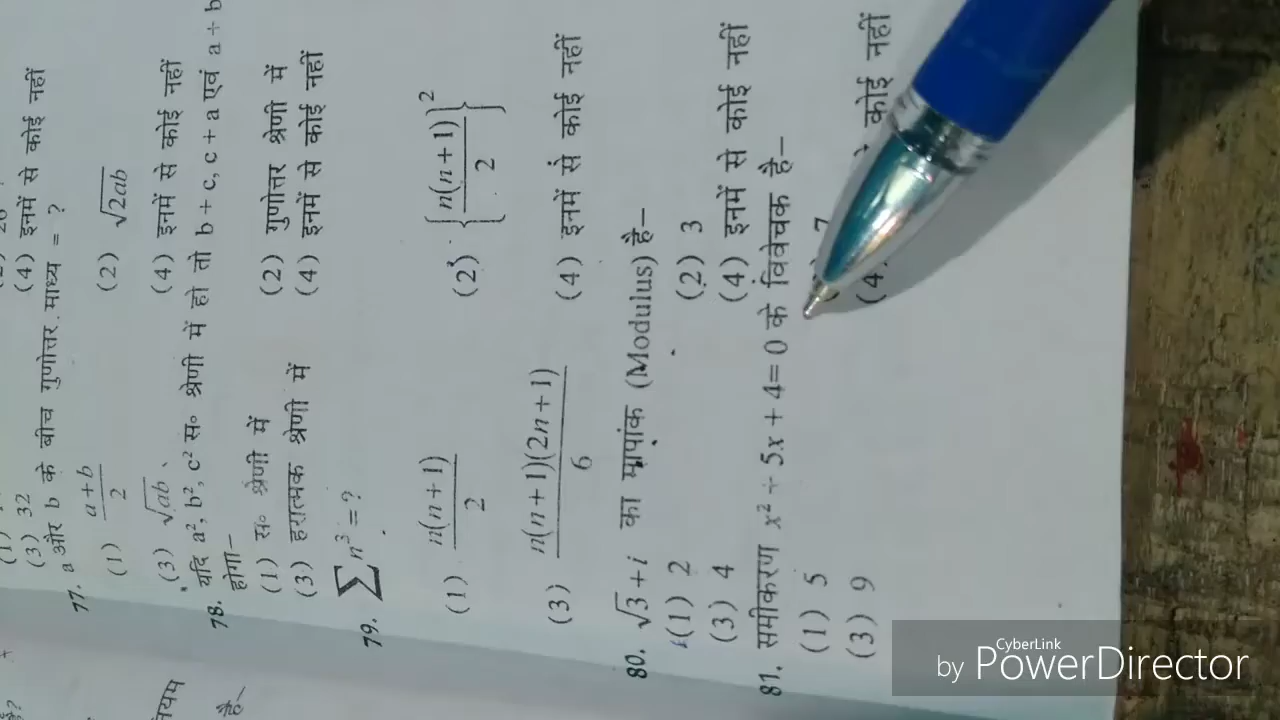 (3) 32
(4) इनमें से कोई नहीं
77. a और b के बीच गुणोत्तर माध्य = ?
(1) a+b/2
(2) √2ab
(3) √ab
(4) इनमें से कोई नहीं
78. यदि a², b², c² स० श्रेणी में हो तो b + c, c + a एवं a + b
होगा–
(1) स० श्रेणी में
(2) गुणोत्तर श्रेणी में
(3) हरात्मक श्रेणी में
(4) इनमें से कोई नहीं
79. ∑n³ = ?
(1) n(n+1)/2
(2) {n(n+1)/2}²
(3) n(n+1)(2n+1)/6
(4) इनमें से कोई नहीं
80. √3+i का मापांक (Modulus) है–
(1) 2
(2) 3
(3) 4
(4) इनमें से कोई नहीं
81. समीकरण x² + 5x + 4 = 0 के विवेचक है–
(1) 5
7
(3) 9
(4) कोई नहीं
CyberLink
by PowerDirector